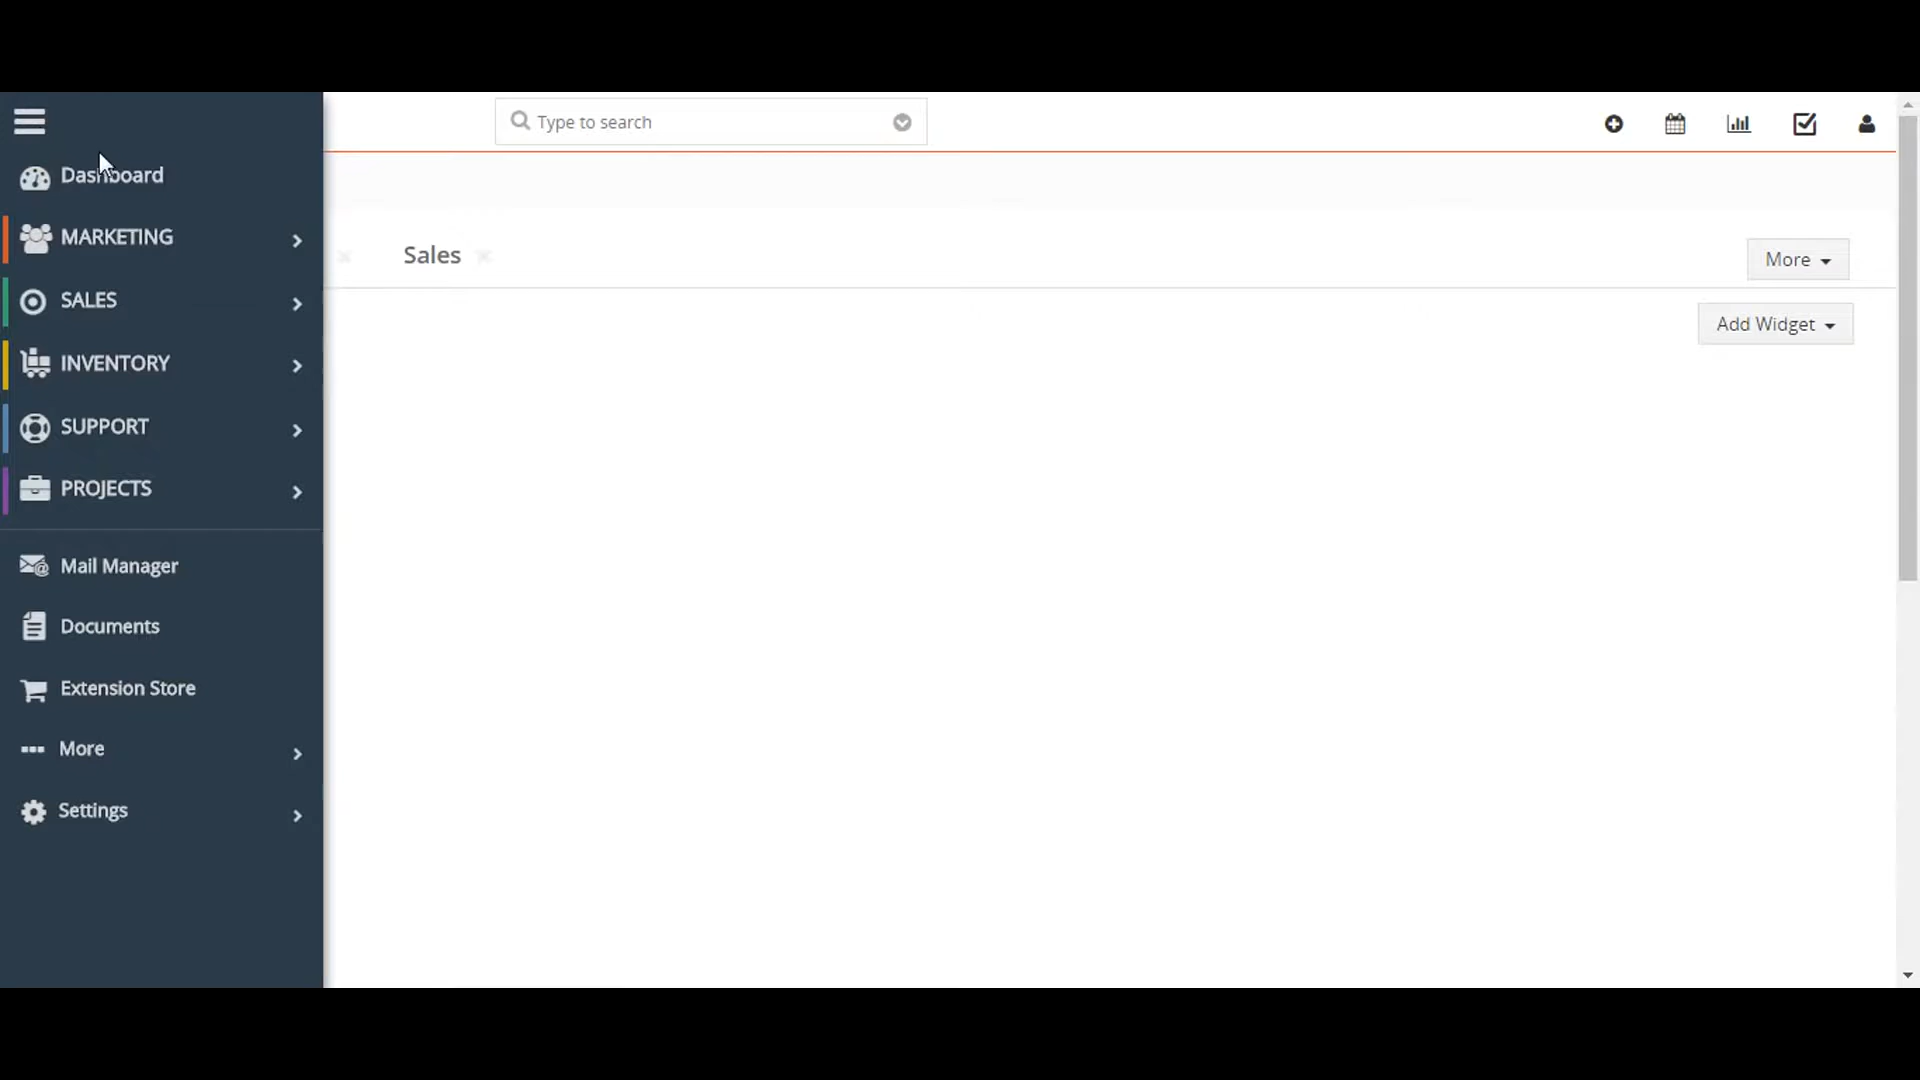 Type to search
Dashboard
MARKETING
Sales
More
SALES
Add Widget
INVENTORY
SUPPORT
PROJECTS
Mail Manager
Documents
Extension Store
More
Settings